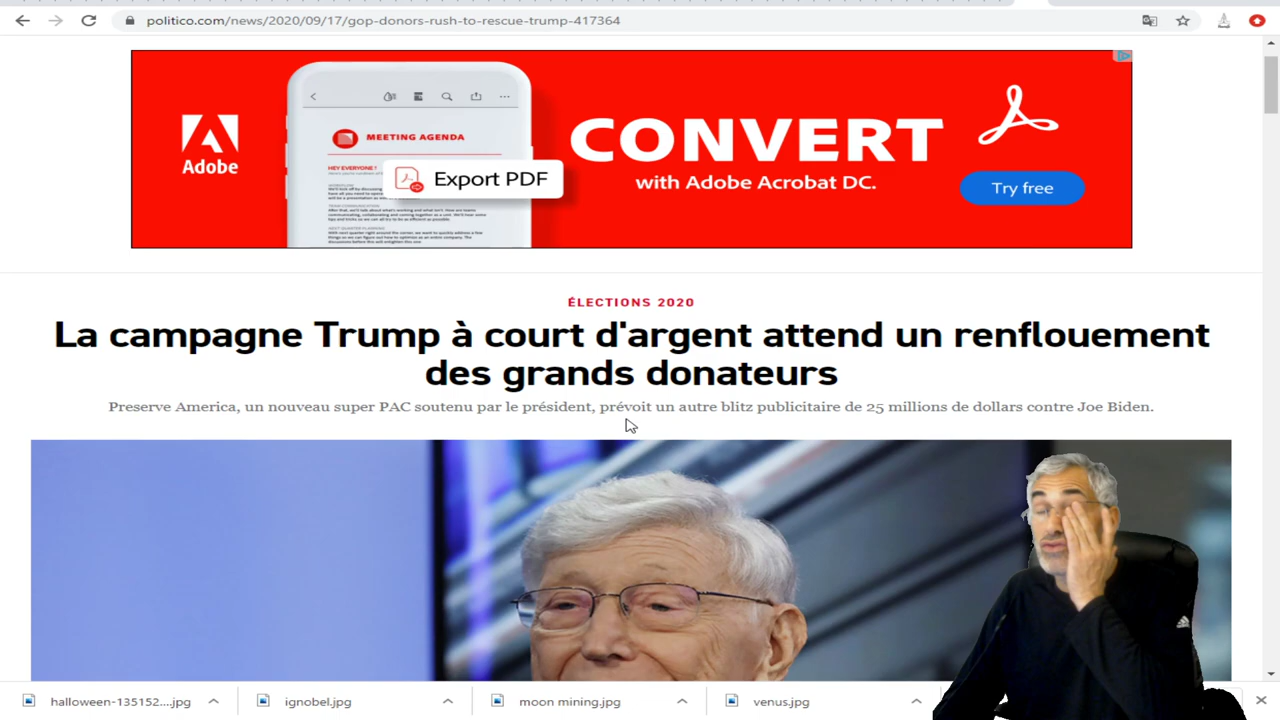 politico.com/news/2020/09/17/gop-donors-rush-to-rescue-trump-417364
Adobe
MEETING AGENDA
HEY EVERYONE!
Export PDF
CONVERT
with Adobe Acrobat DC.
Try free
ÉLECTIONS 2020
La campagne Trump à court d'argent attend un renflouement
des grands donateurs
Preserve America, un nouveau super PAC soutenu par le président, prévoit un autre blitz publicitaire de 25 millions de dollars contre Joe Biden.
halloween-135152....jpg
ignobel.jpg
moon mining.jpg
venus.jpg